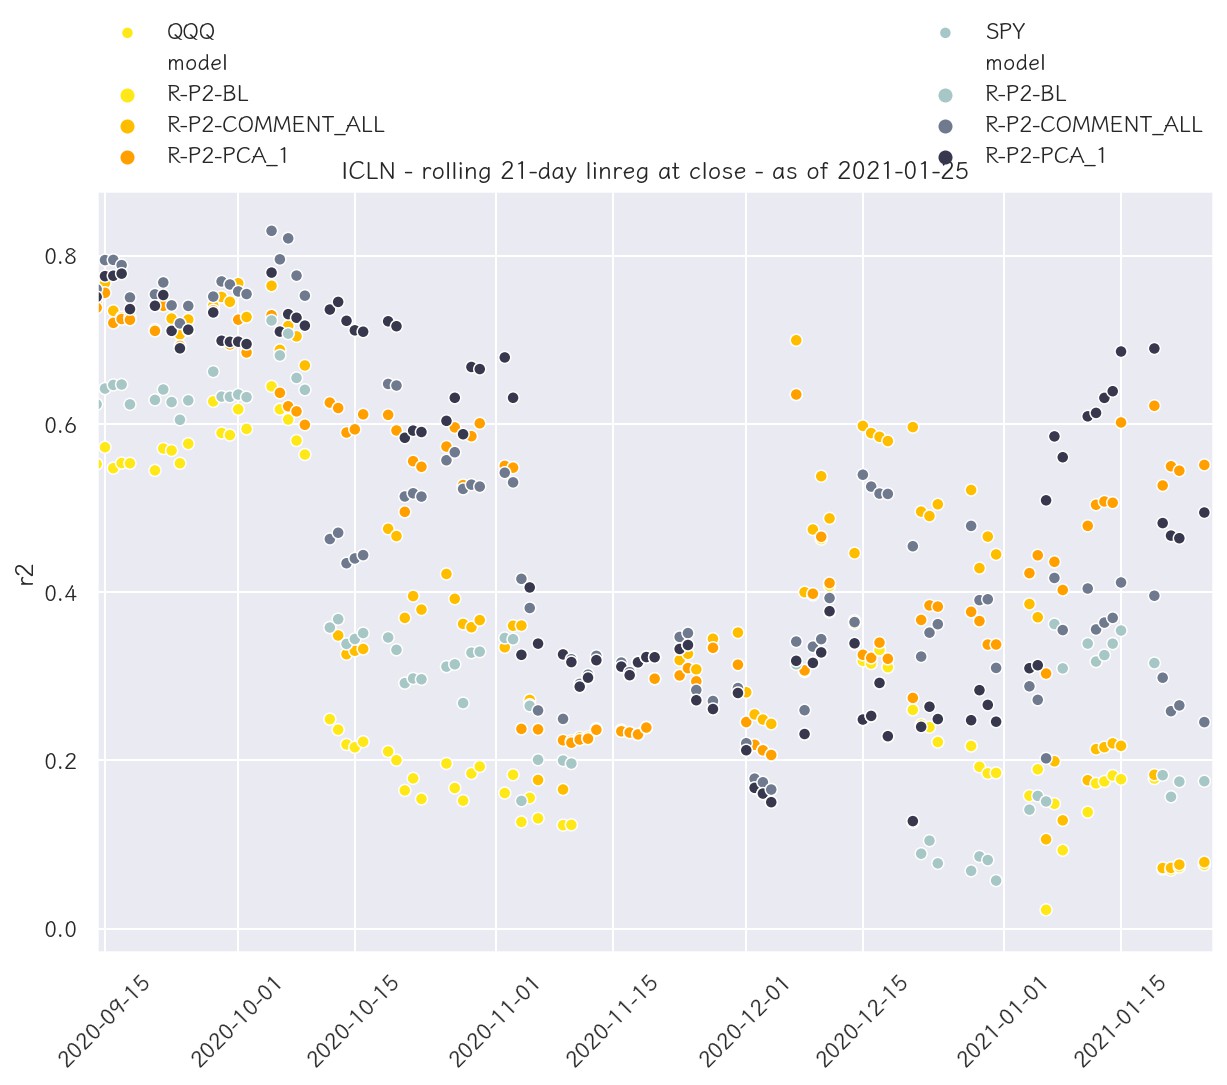 QQQ
model
R-P2-BL
R-P2-COMMENT_ALL
R-P2-PCA_1
SPY
model
R-P2-BL
R-P2-COMMENT_ALL
R-P2-PCA_1
ICLN - rolling 21-day linreg at close - as of 2021-01-25
r2
0.8
0.6
0.4
0.2
0.0
2020-09-15
2020-10-01
2020-10-15
2020-11-01
2020-11-15
2020-12-01
2020-12-15
2021-01-01
2021-01-15